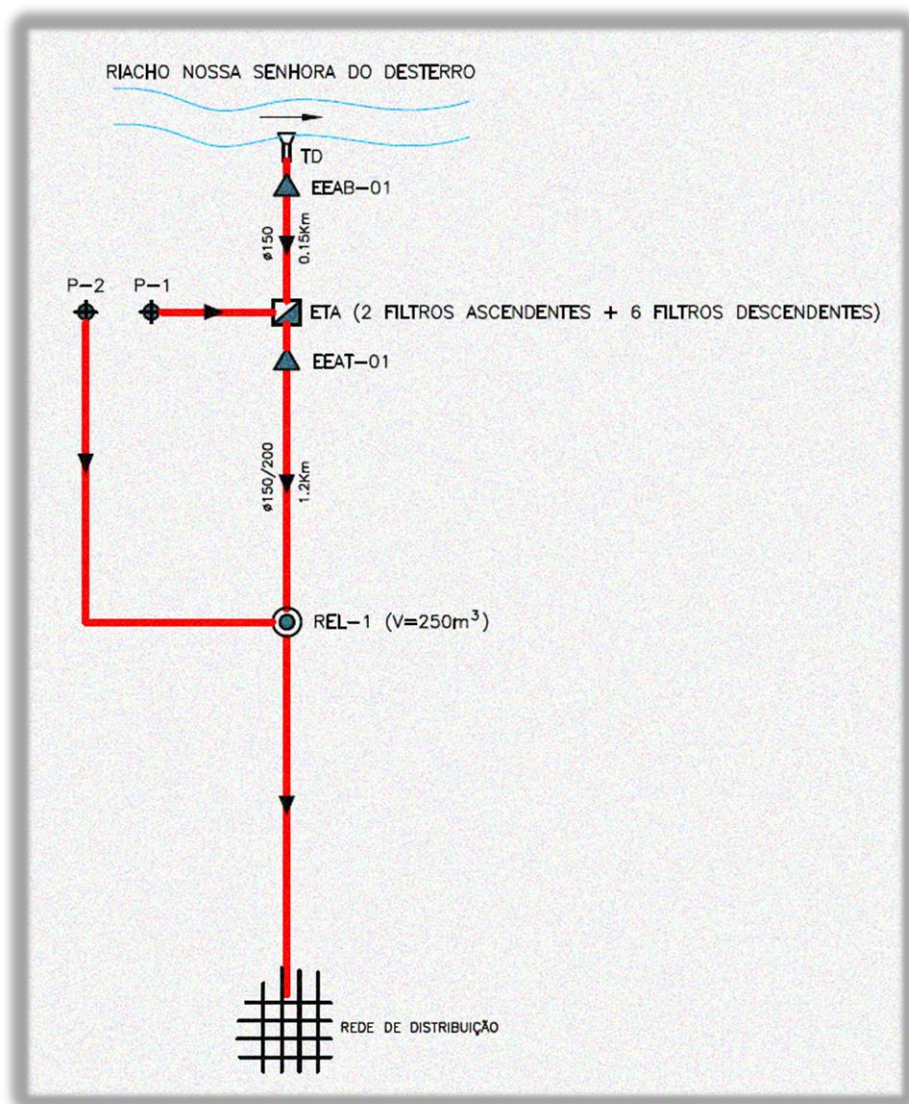 RIACHO NOSSA SENHORA DO DESTERRO
TD
EEAB-01
ø150
0.15Km
P-2
P-1
ETA (2 FILTROS ASCENDENTES + 6 FILTROS DESCENDENTES)
EEAT-01
ø150/200
1.2Km
REL-1 (V=250m³)
REDE DE DISTRIBUIÇÃO